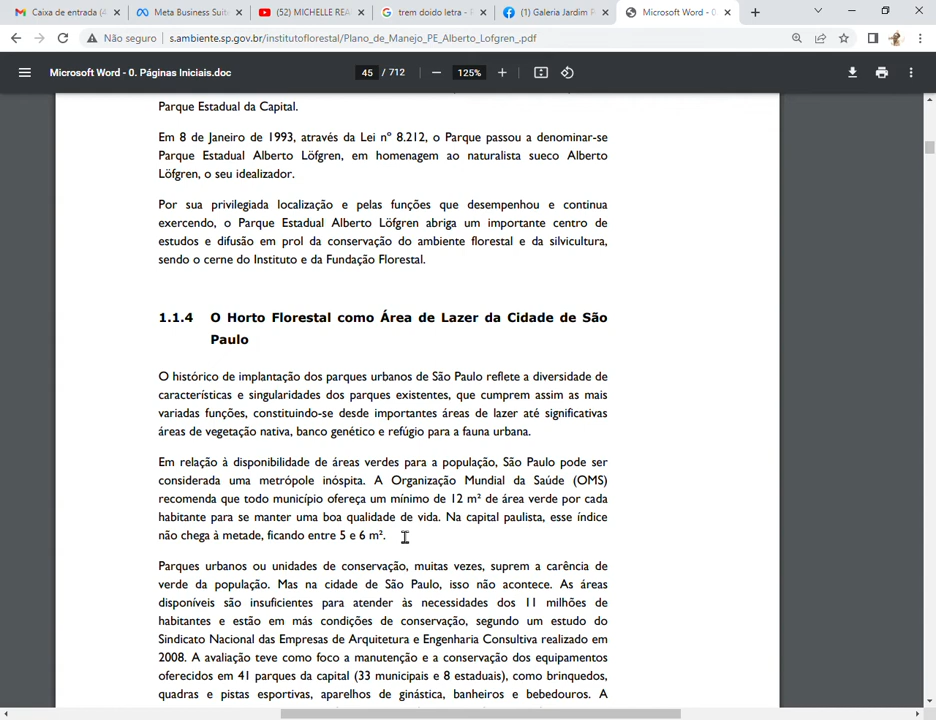 Caixa de entrada (4
Meta Business Suit
(52) MICHELLE REA
trem doido letra - P
(1) Galeria Jardim P
Microsoft Word - 0
Não seguro
s.ambiente.sp.gov.br/institutoflorestal/Plano_de_Manejo_PE_Alberto_Lofgren_.pdf
Microsoft Word - 0. Páginas Iniciais.doc
45 / 712
125%
Parque Estadual da Capital.
Em 8 de Janeiro de 1993, através da Lei nº 8.212, o Parque passou a denominar-se
Parque Estadual Alberto Löfgren, em homenagem ao naturalista sueco Alberto
Löfgren, o seu idealizador.
Por sua privilegiada localização e pelas funções que desempenhou e continua
exercendo, o Parque Estadual Alberto Löfgren abriga um importante centro de
estudos e difusão em prol da conservação do ambiente florestal e da silvicultura,
sendo o cerne do Instituto e da Fundação Florestal.
1.1.4 O Horto Florestal como Área de Lazer da Cidade de São
Paulo
O histórico de implantação dos parques urbanos de São Paulo reflete a diversidade de
características e singularidades dos parques existentes, que cumprem assim as mais
variadas funções, constituindo-se desde importantes áreas de lazer até significativas
áreas de vegetação nativa, banco genético e refúgio para a fauna urbana.
Em relação à disponibilidade de áreas verdes para a população, São Paulo pode ser
considerada uma metrópole inóspita. A Organização Mundial da Saúde (OMS)
recomenda que todo município ofereça um mínimo de 12 m² de área verde por cada
habitante para se manter uma boa qualidade de vida. Na capital paulista, esse índice
não chega à metade, ficando entre 5 e 6 m².
Parques urbanos ou unidades de conservação, muitas vezes, suprem a carência de
verde da população. Mas na cidade de São Paulo, isso não acontece. As áreas
disponíveis são insuficientes para atender às necessidades dos 11 milhões de
habitantes e estão em más condições de conservação, segundo um estudo do
Sindicato Nacional das Empresas de Arquitetura e Engenharia Consultiva realizado em
2008. A avaliação teve como foco a manutenção e a conservação dos equipamentos
oferecidos em 41 parques da capital (33 municipais e 8 estaduais), como brinquedos,
quadras e pistas esportivas, aparelhos de ginástica, banheiros e bebedouros. A